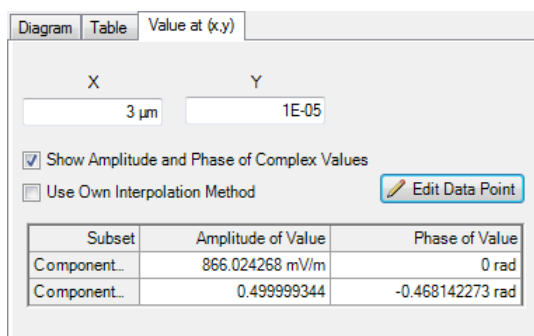 Diagram Table Value at (x,y)
X Y
3 µm 1E-05
Show Amplitude and Phase of Complex Values
Use Own Interpolation Method Edit Data Point
Subset Amplitude of Value Phase of Value
Component... 866.024268 mV/m 0 rad
Component... 0.499999344 -0.468142273 rad